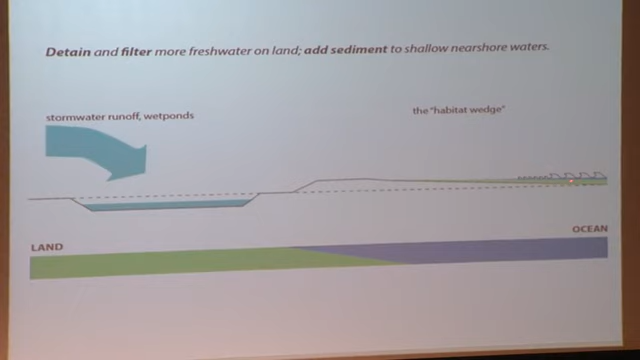 Detain and filter more freshwater on land; add sediment to shallow nearshore waters.
the "habitat wedge"
stormwater runoff, wetponds
OCEAN
LAND